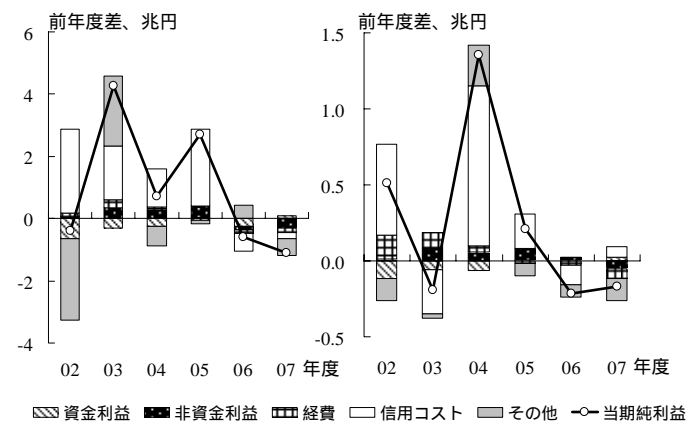 前年度差、兆円
6
4
2
0
-2
-4
02 03 04 05 06 07 年度
前年度差、兆円
1.5
1.0
0.5
0.0
-0.5
02 03 04 05 06 07 年度
資金利益 非資金利益 経費 信用コスト その他 当期純利益